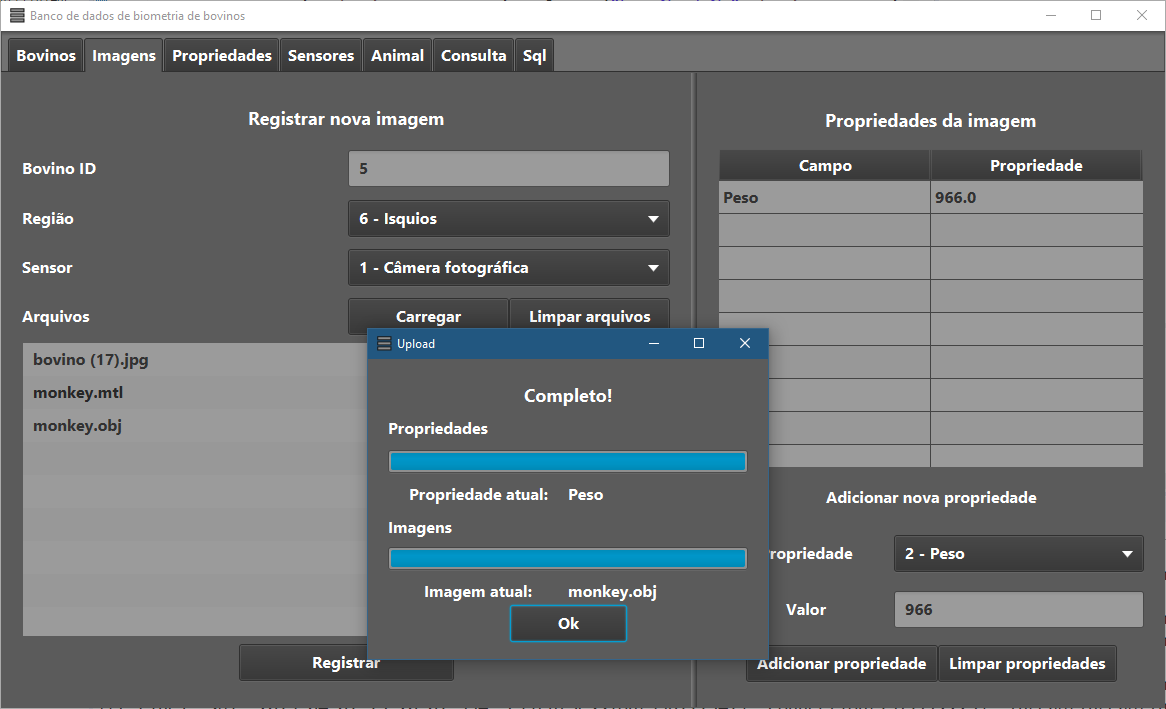 Banco de dados de biometria de bovinos
Bovinos Imagens Propriedades Sensores Animal Consulta Sql
Registrar nova imagem
Bovino ID 5
Região 6 - Isquios
Sensor 1 - Câmera fotográfica
Arquivos Carregar Limpar arquivos
bovino (17).jpg
monkey.mtl
monkey.obj
Registrar
Upload
Completo!
Propriedades
Propriedade atual: Peso
Imagens
Imagem atual: monkey.obj
Ok
Propriedades da imagem
Campo Propriedade
Peso 966.0
Adicionar nova propriedade
ropriedade 2 - Peso
Valor 966
Adicionar propriedade Limpar propriedades